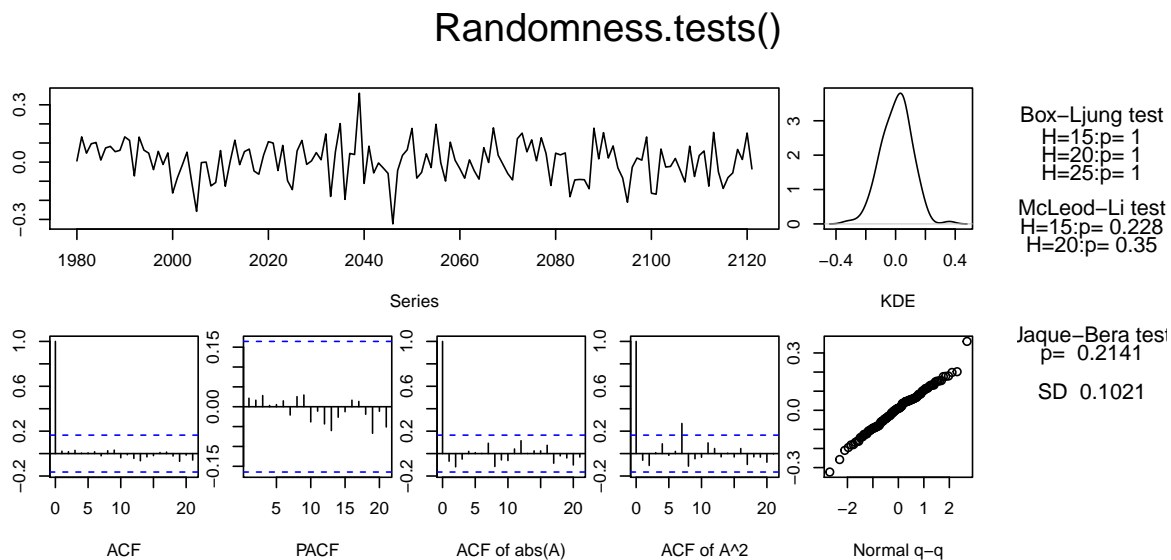 Randomness.tests()
0.3
0.0
−0.3
1980 2000 2020 2040 2060 2080 2100 2120
Series
3
2
1
0
−0.4 0.0 0.4
KDE
Box−Ljung test
H=15:p= 1
H=20:p= 1
H=25:p= 1
McLeod−Li test
H=15:p= 0.228
H=20:p= 0.35
1.0
0.6
0.2
−0.2
0 5 10 20
ACF
0.15
0.00
−0.15
5 10 15 20
PACF
1.0
0.6
0.2
−0.2
0 5 10 20
ACF of abs(A)
1.0
0.6
0.2
−0.2
0 5 10 20
ACF of A^2
0.3
0.0
−0.3
−2 0 1 2
Normal q−q
Jaque−Bera test
p= 0.2141
SD 0.1021